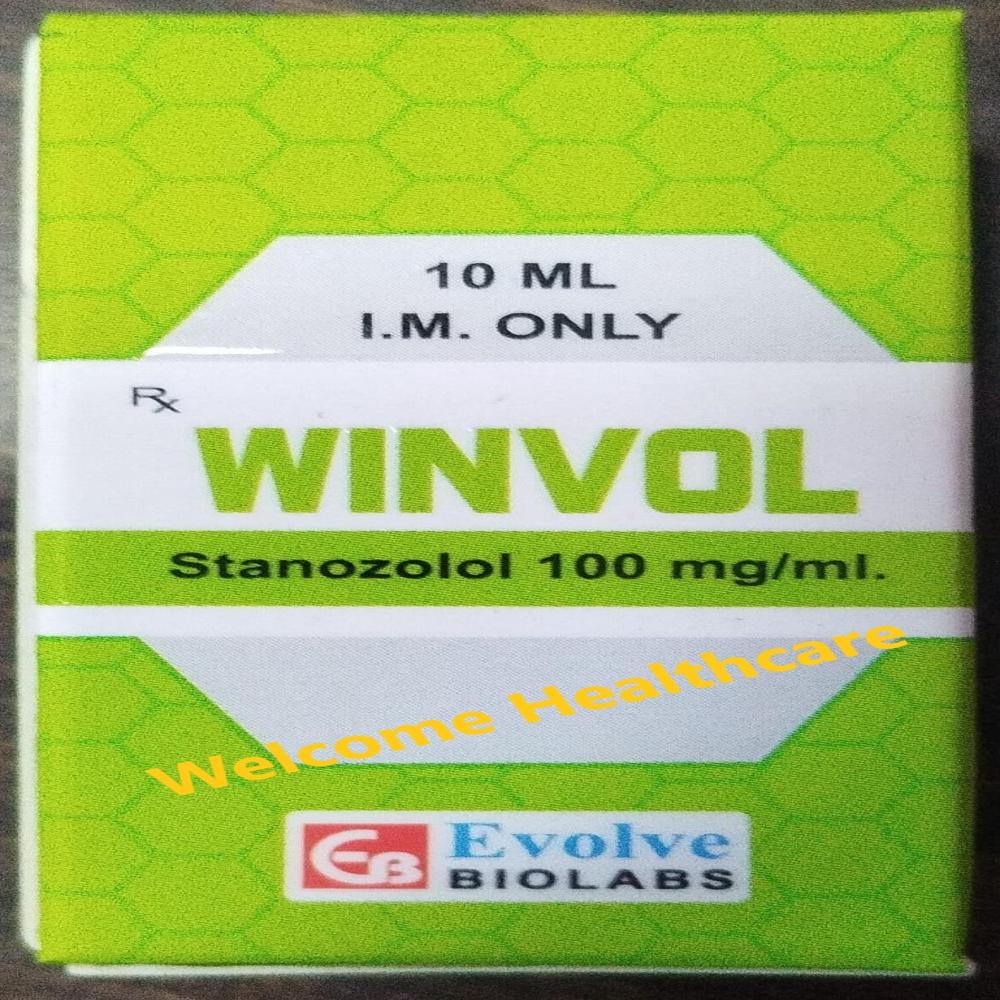 10 ML
I.M. ONLY
Rx
WINVOL
Stanozolol 100 mg/ml.
Welcome Healthcare
EB
Evolve
BIOLABS